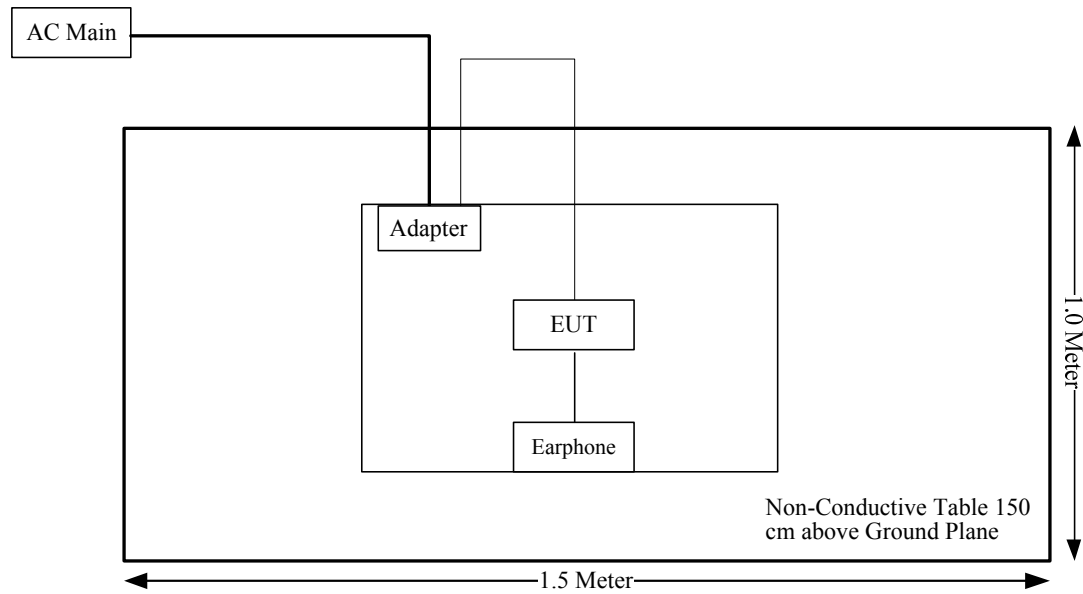 AC Main
Adapter
EUT
Earphone
Non-Conductive Table 150
cm above Ground Plane
1.0 Meter
1.5 Meter